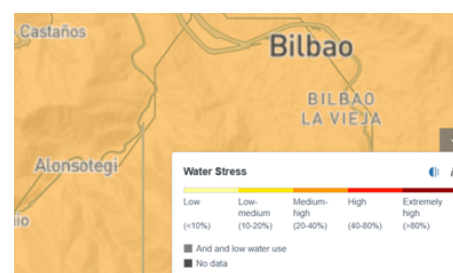 Castaños
Bilbao
BILBAO
LA VIEJA
Alonsotegi
Water Stress
Low Low-medium Medium-high High Extremely high
(<10%) (10-20%) (20-40%) (40-80%) (>80%)
Arid and low water use
No data